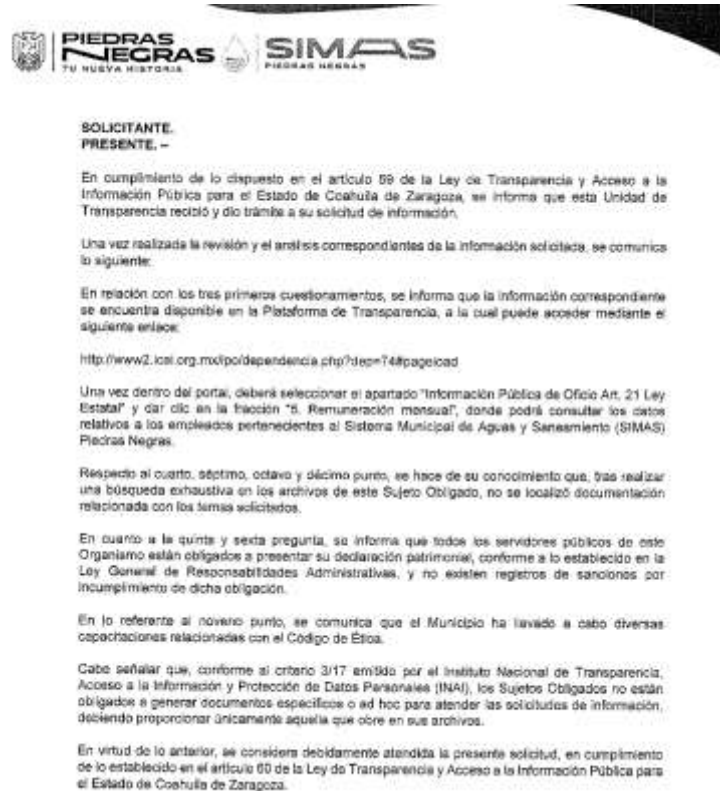 PIEDRAS
NEGRAS
TU NUEVA HISTORIA
SIMAS
PIEDRAS NEGRAS
SOLICITANTE.
PRESENTE. –
En cumplimiento de lo dispuesto en el artículo 59 de la Ley de Transparencia y Acceso a la
Información Pública para el Estado de Coahuila de Zaragoza, se informa que esta Unidad de
Transparencia recibió y dio trámite a su solicitud de información.
Una vez realizada la revisión y el análisis correspondientes de la información solicitada, se comunica
lo siguiente:
En relación con los tres primeros cuestionamientos, se informa que la información correspondiente
se encuentra disponible en la Plataforma de Transparencia, a la cual puede acceder mediante el
siguiente enlace:
http://www2.icai.org.mx/ipo/dependencia.php?dep=74#pageload
Una vez dentro del portal, deberá seleccionar el apartado "Información Pública de Oficio Art. 21 Ley
Estatal" y dar clic en la fracción "6. Remuneración mensual", donde podrá consultar los datos
relativos a los empleados pertenecientes al Sistema Municipal de Aguas y Saneamiento (SIMAS)
Piedras Negras.
Respecto al cuarto, séptimo, octavo y décimo punto, se hace de su conocimiento que, tras realizar
una búsqueda exhaustiva en los archivos de este Sujeto Obligado, no se localizó documentación
relacionada con los temas solicitados.
En cuanto a la quinta y sexta pregunta, se informa que todos los servidores públicos de este
Organismo están obligados a presentar su declaración patrimonial, conforme a lo establecido en la
Ley General de Responsabilidades Administrativas, y no existen registros de sanciones por
incumplimiento de dicha obligación.
En lo referente al noveno punto, se comunica que el Municipio ha llevado a cabo diversas
capacitaciones relacionadas con el Código de Ética.
Cabe señalar que, conforme al criterio 3/17 emitido por el Instituto Nacional de Transparencia,
Acceso a la Información y Protección de Datos Personales (INAI), los Sujetos Obligados no están
obligados a generar documentos específicos o ad hoc para atender las solicitudes de información,
debiendo proporcionar únicamente aquella que obre en sus archivos.
En virtud de lo anterior, se considera debidamente atendida la presente solicitud, en cumplimiento
de lo establecido en el artículo 60 de la Ley de Transparencia y Acceso a la Información Pública para
el Estado de Coahuila de Zaragoza.